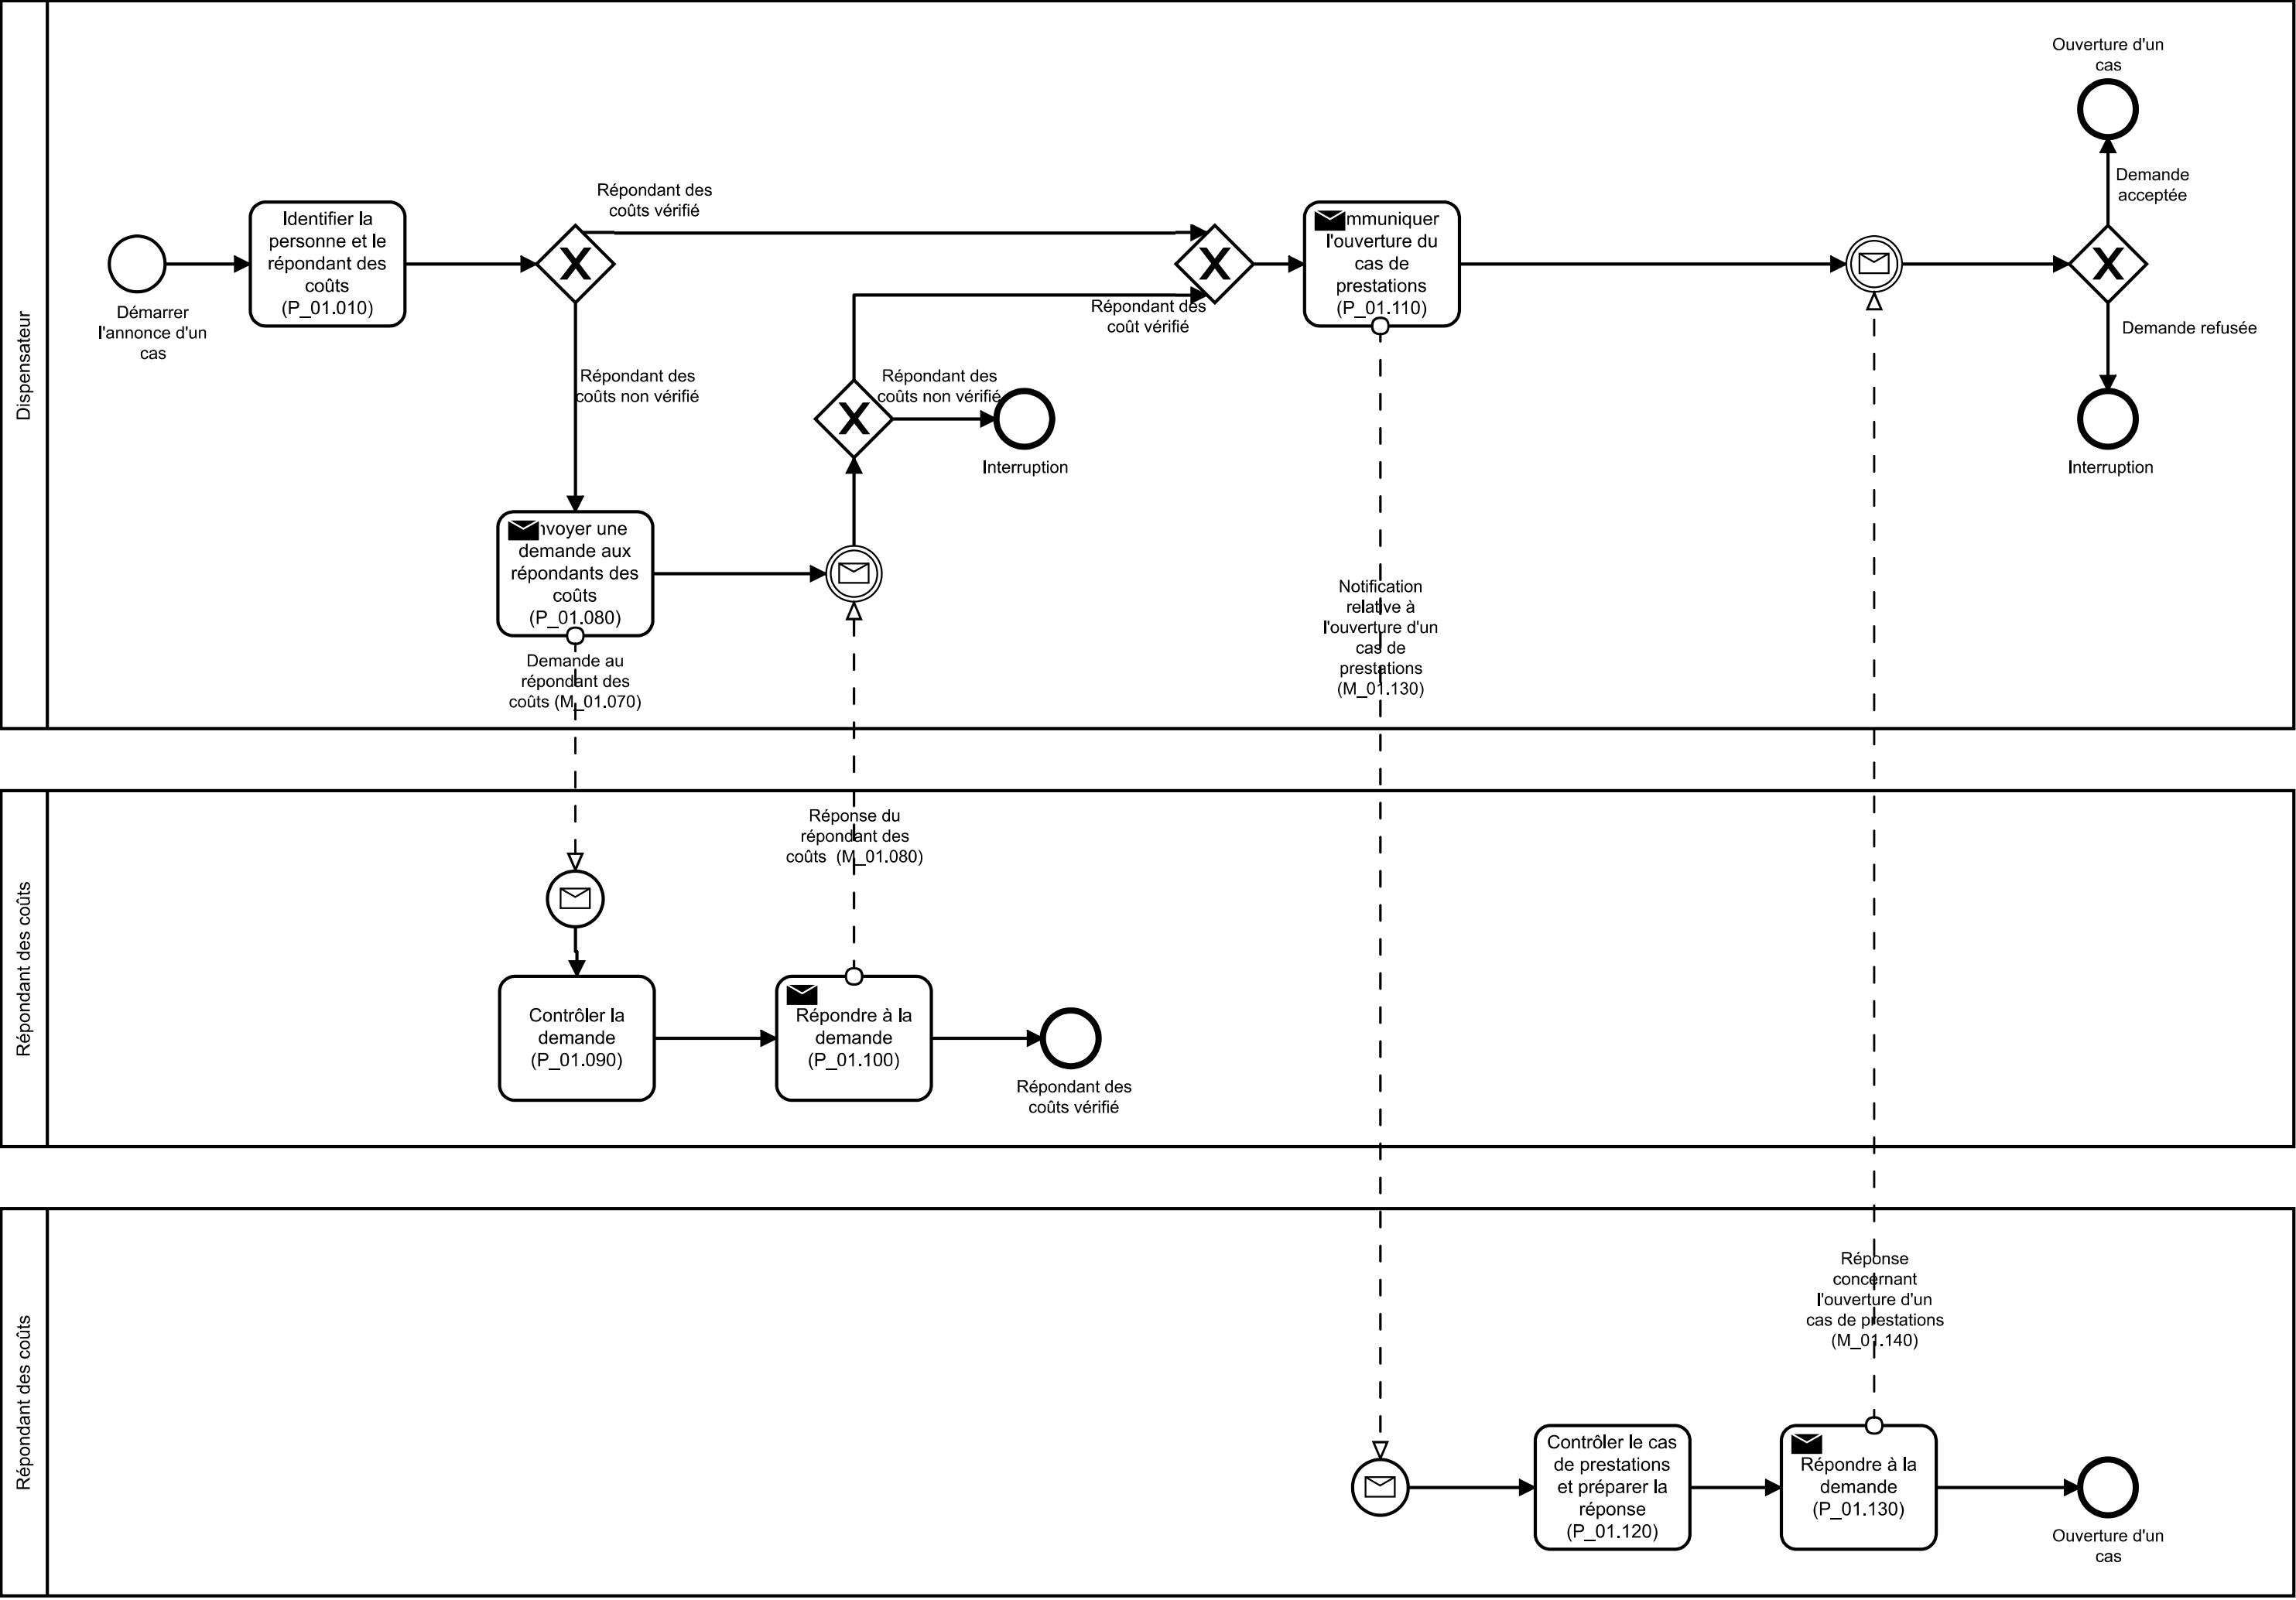 Dispensateur
Démarrer
l'annonce d'un
cas
Identifier la
personne et le
répondant des
coûts
(P_01.010)
Répondant des
coûts vérifié
Répondant des
coûts non vérifié
nvoyer une
demande aux
répondants des
coûts
(P_01.080)
Demande au
répondant des
coûts (M_01.070)
Répondant des
coûts non vérifié
Interruption
Répondant des
coût vérifié
mmuniquer
l'ouverture du
cas de
prestations
(P_01.110)
Notification
relative à
l'ouverture d'un
cas de
prestations
(M_01.130)
Ouverture d'un
cas
Demande
acceptée
Demande refusée
Interruption
Répondant des coûts
Réponse du
répondant des
coûts (M_01.080)
Contrôler la
demande
(P_01.090)
Répondre à la
demande
(P_01.100)
Répondant des
coûts vérifié
Répondant des coûts
Réponse
concernant
l'ouverture d'un
cas de prestations
(M_01.140)
Contrôler le cas
de prestations
et préparer la
réponse
(P_01.120)
Répondre à la
demande
(P_01.130)
Ouverture d'un
cas